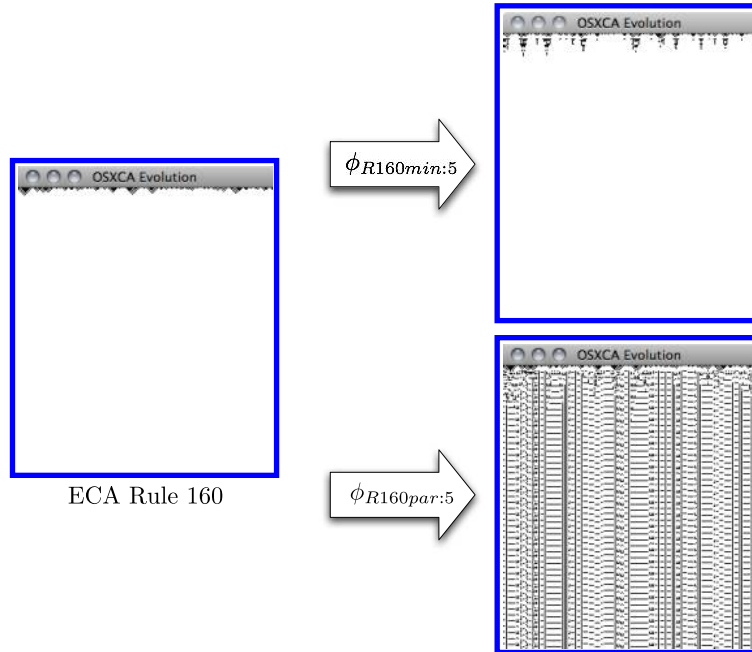 OSXCA Evolution
ϕR160min:5
OSXCA Evolution
ECA Rule 160
OSXCA Evolution
ϕR160par:5